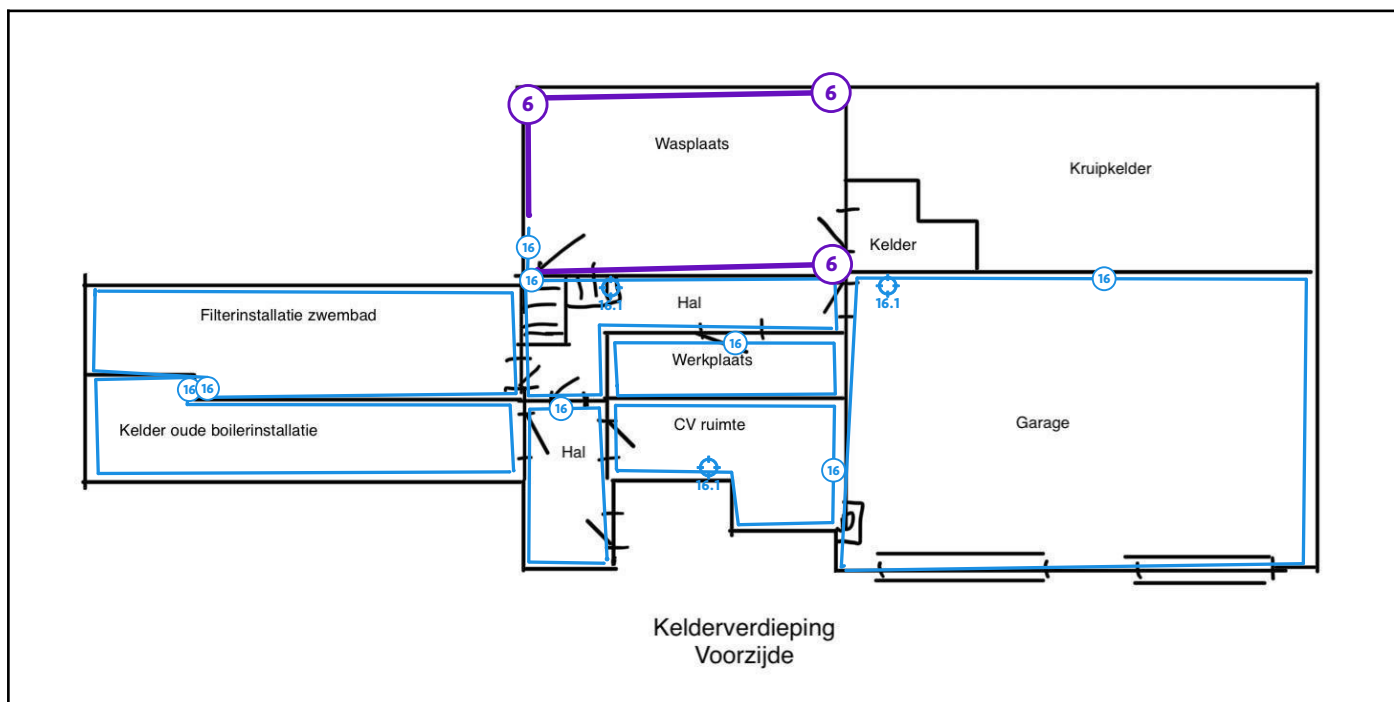 6
6
Wasplaats
Kruipkelder
Kelder
16
6
16
16.1
Hal
16.1
16
Filterinstallatie zwembad
16
Werkplaats
16
16
16
Kelder oude boilerinstallatie
Hal
CV ruimte
Garage
16.1
16
Kelderverdieping
Voorzijde